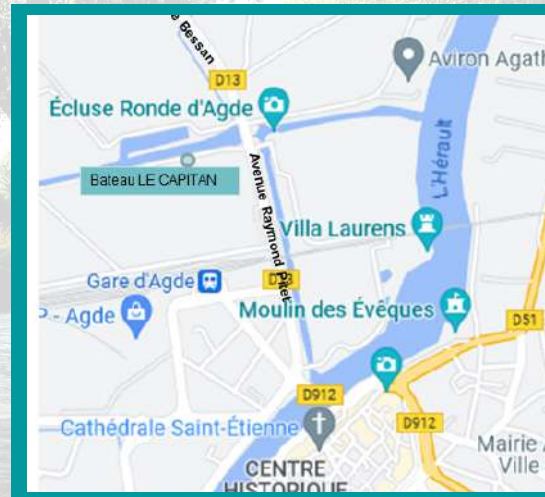 Bessan
D13
Aviron Agath
Écluse Ronde d'Agde
Bateau LE CAPITAN
Avenue Raymond Pitet
L'Hérault
Villa Laurens
Gare d'Agde
P - Agde
Moulin des Évêques
D51
D912
D912
Cathédrale Saint-Étienne
CENTRE
HISTORIQUE
Mairie
Ville